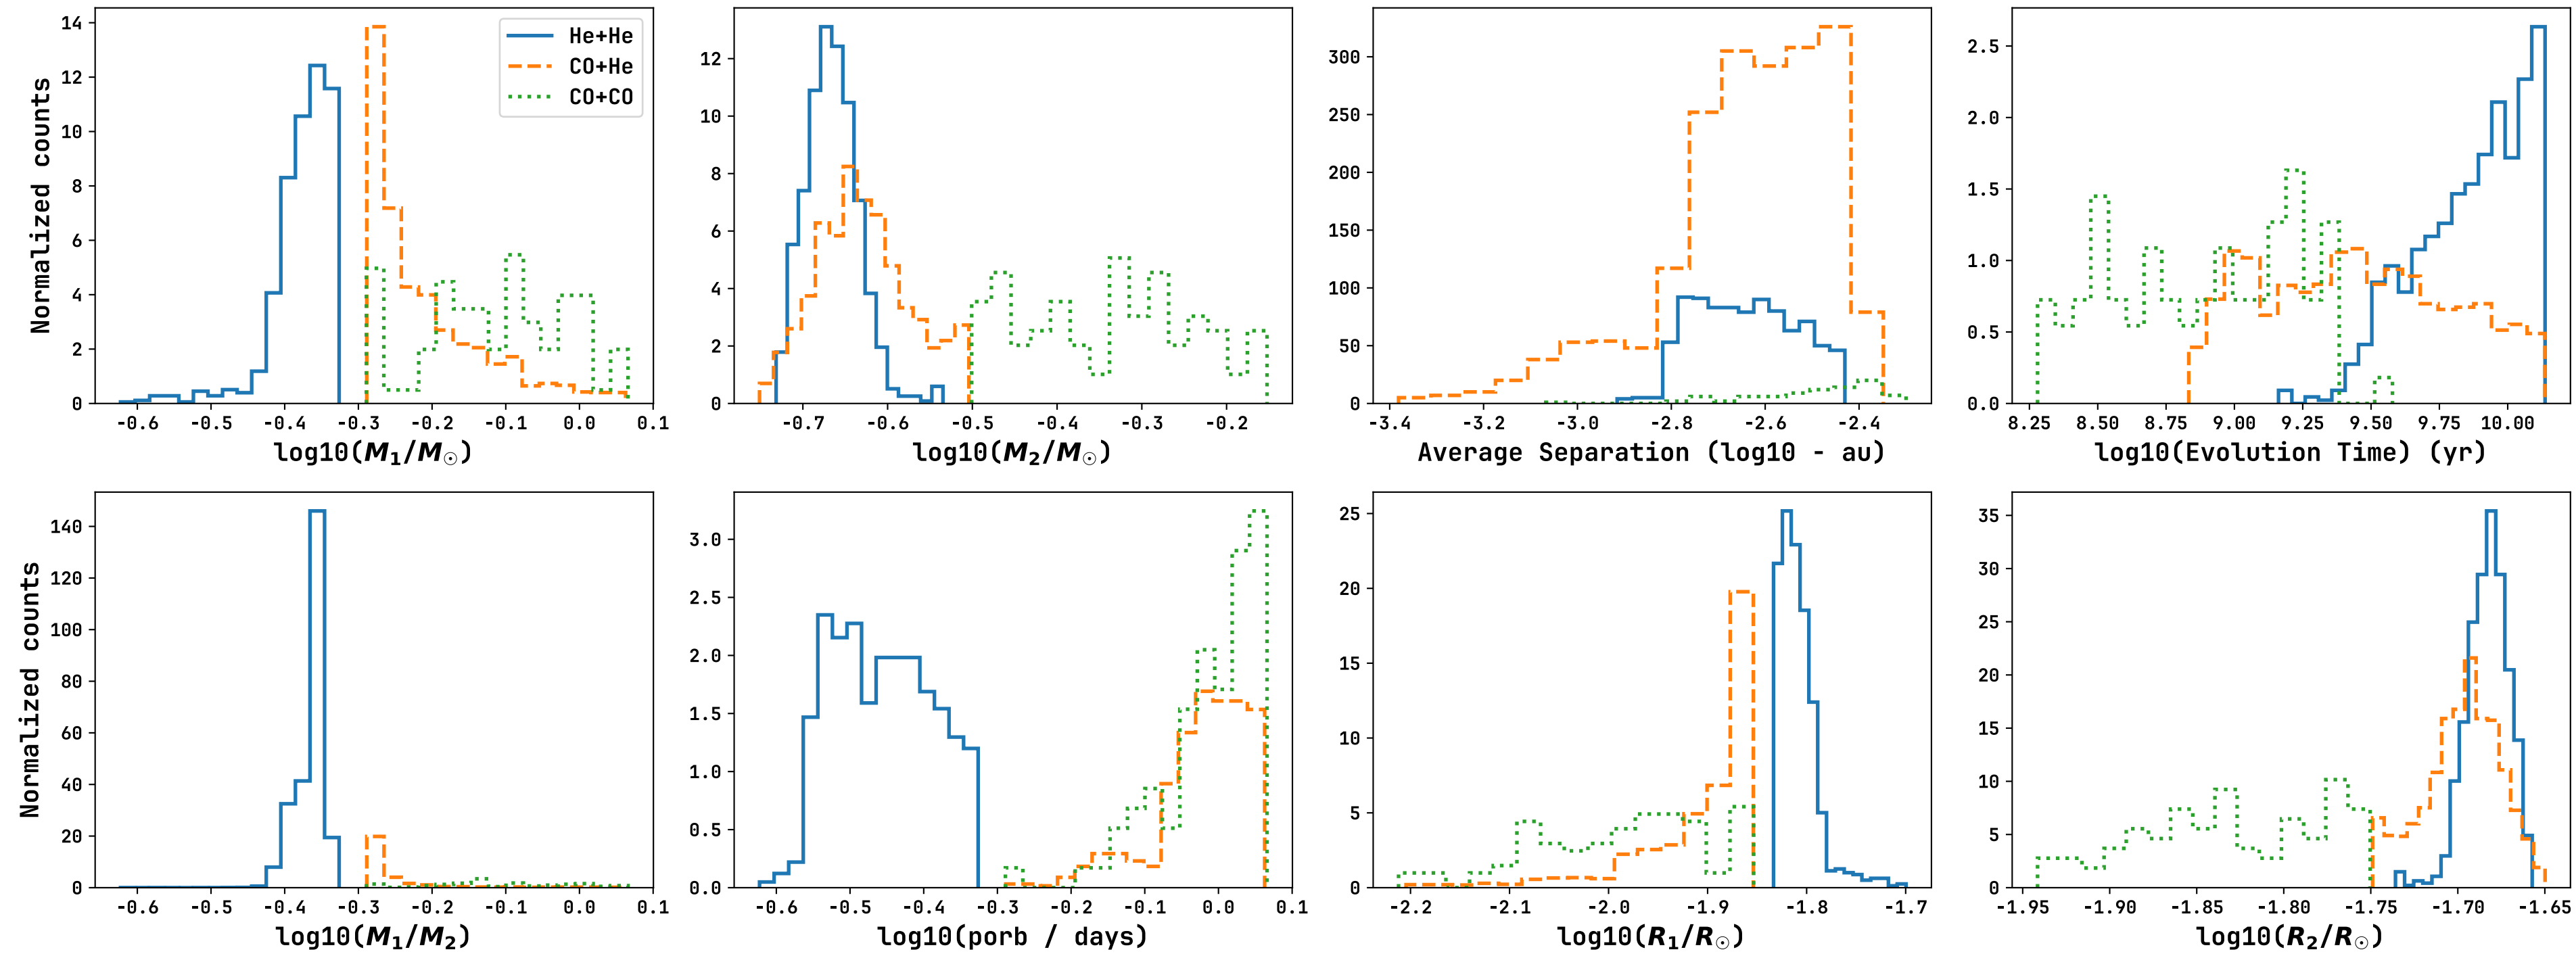 Normalized counts
14
12
10
8
6
4
2
0
-0.6 -0.5 -0.4 -0.3 -0.2 -0.1 0.0 0.1
log10(M₁/M☉)
He+He
CO+He
CO+CO
12
10
8
6
4
2
0
-0.7 -0.6 -0.5 -0.4 -0.3 -0.2
log10(M₂/M☉)
300
250
200
150
100
50
0
-3.4 -3.2 -3.0 -2.8 -2.6 -2.4
Average Separation (log10 - au)
2.5
2.0
1.5
1.0
0.5
0.0
8.25 8.50 8.75 9.00 9.25 9.50 9.75 10.00
log10(Evolution Time) (yr)
Normalized counts
140
120
100
80
60
40
20
0
-0.6 -0.5 -0.4 -0.3 -0.2 -0.1 0.0 0.1
log10(M₁/M₂)
3.0
2.5
2.0
1.5
1.0
0.5
0.0
-0.6 -0.5 -0.4 -0.3 -0.2 -0.1 0.0 0.1
log10(porb / days)
25
20
15
10
5
0
-2.2 -2.1 -2.0 -1.9 -1.8 -1.7
log10(R₁/R☉)
35
30
25
20
15
10
5
0
-1.95 -1.90 -1.85 -1.80 -1.75 -1.70 -1.65
log10(R₂/R☉)